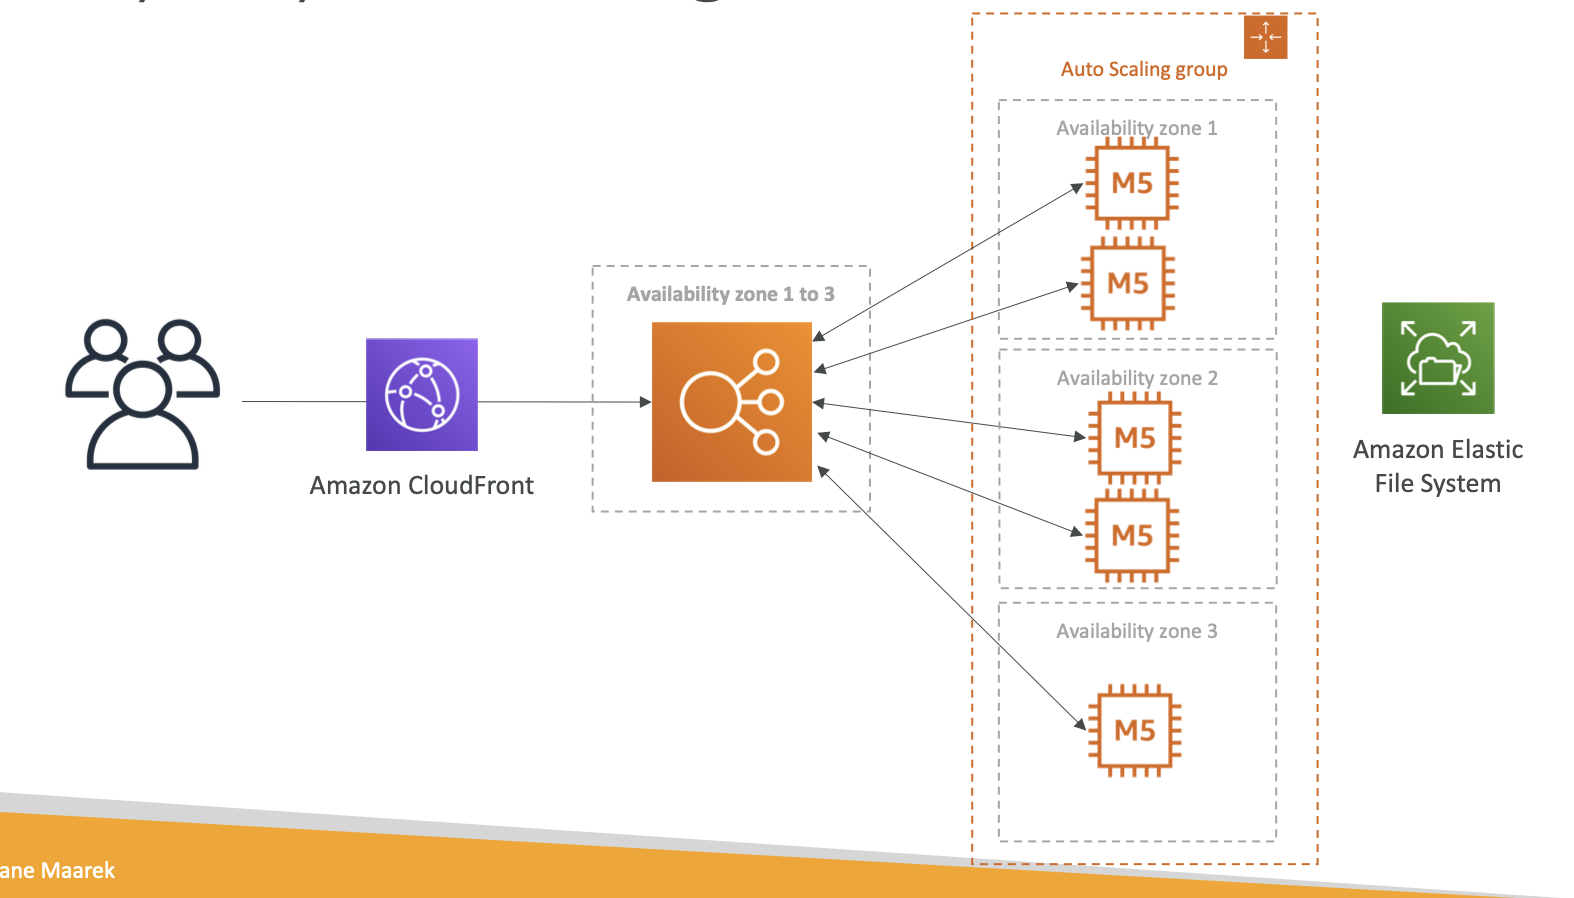 Auto Scaling group
Availability zone 1
M5
M5
Availability zone 1 to 3
Availability zone 2
M5
M5
Availability zone 3
M5
Amazon CloudFront
Amazon Elastic
File System
Maarek